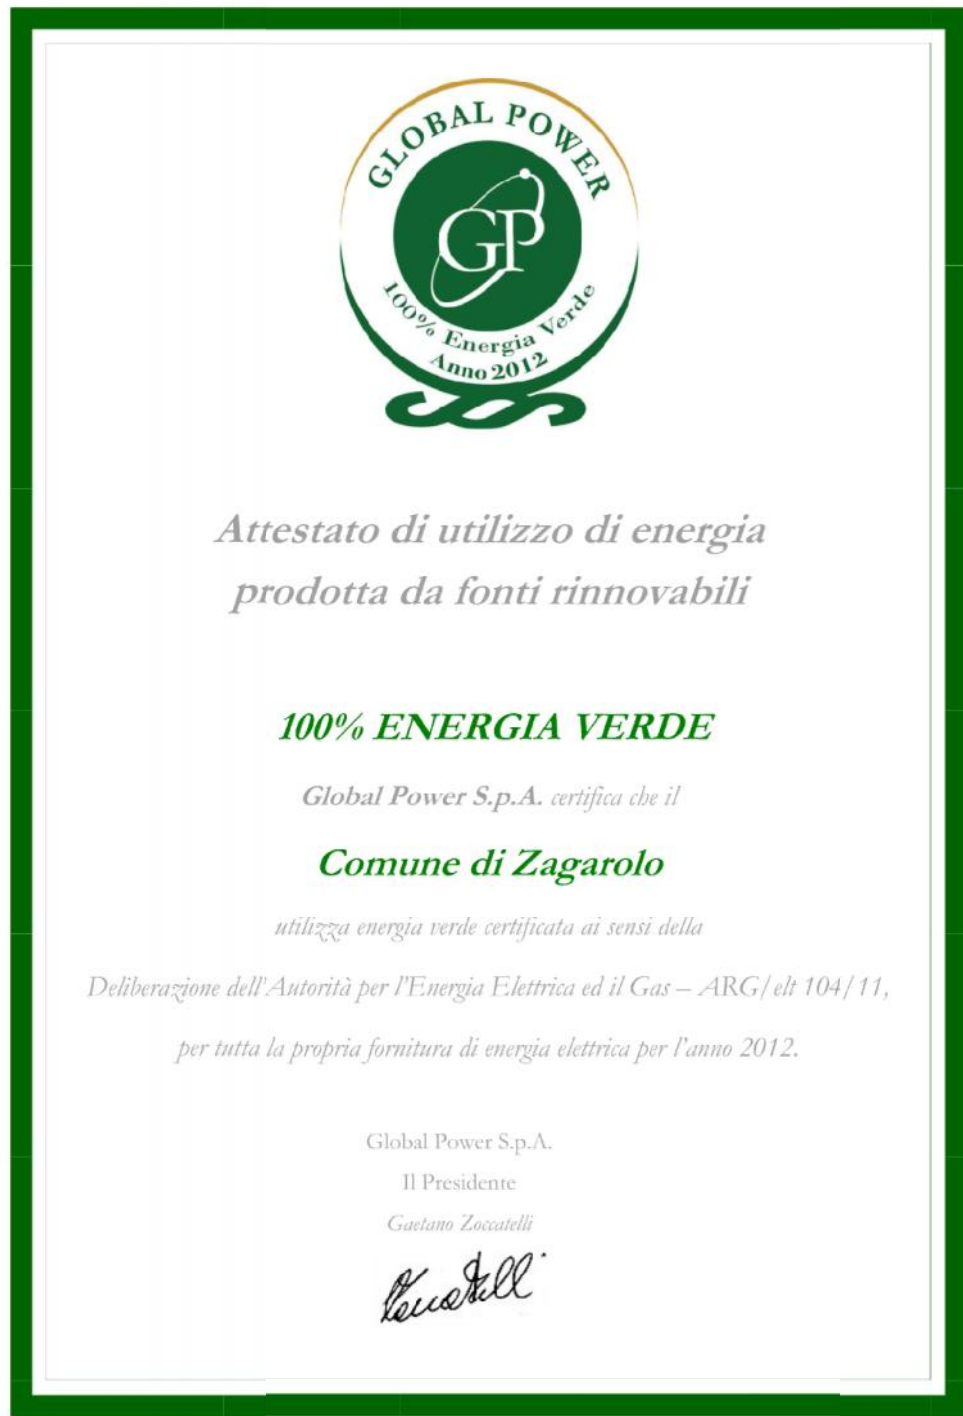 GLOBAL POWER
GP
100% Energia Verde
Anno 2012
Attestato di utilizzo di energia
prodotta da fonti rinnovabili
100% ENERGIA VERDE
Global Power S.p.A. certifica che il
Comune di Zagarolo
utilizza energia verde certificata ai sensi della
Deliberazione dell'Autorità per l'Energia Elettrica ed il Gas – ARG/elt 104/11,
per tutta la propria fornitura di energia elettrica per l'anno 2012.
Global Power S.p.A.
Il Presidente
Gaetano Zoccatelli